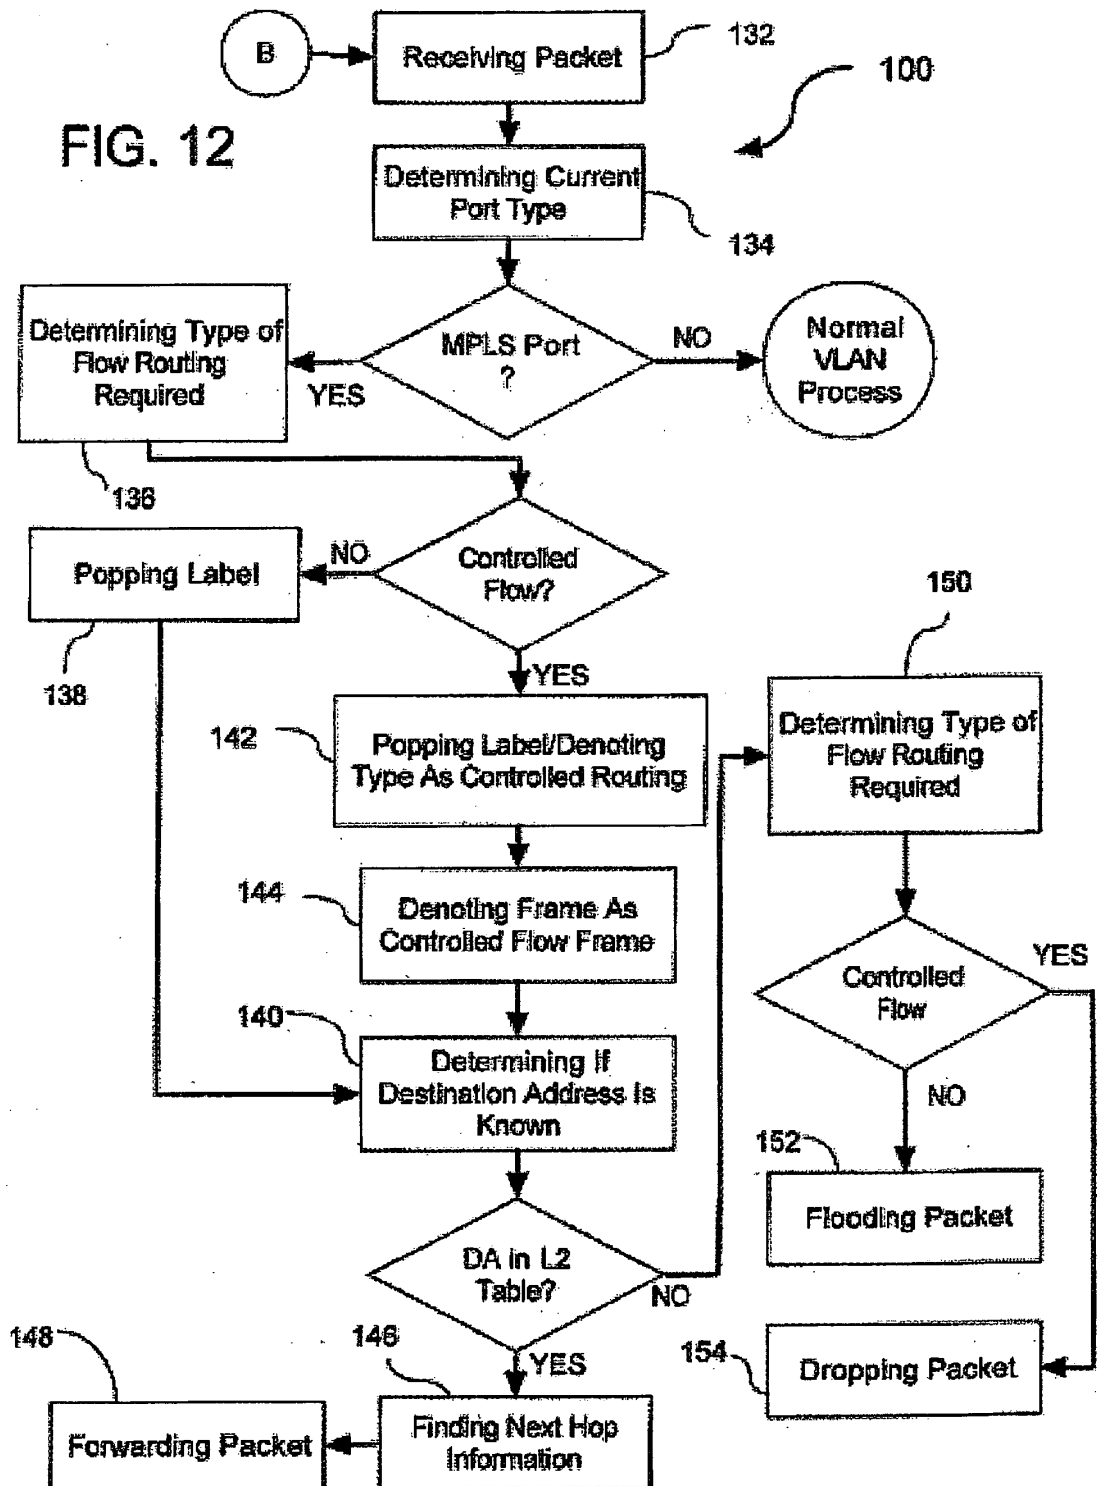 B
Receiving Packet
132
100
FIG. 12
Determining Current
Port Type
134
MPLS Port
?
NO
Normal
VLAN
Process
YES
Determining Type of
Flow Routing
Required
136
Controlled
Flow?
NO
Popping Label
138
YES
142
Popping Label/Denoting
Type As Controlled Routing
144
Denoting Frame As
Controlled Flow Frame
140
Determining If
Destination Address Is
Known
DA in L2
Table?
NO
150
Determining Type of
Flow Routing
Required
Controlled
Flow
YES
NO
152
Flooding Packet
154
Dropping Packet
YES
146
Finding Next Hop
Information
148
Forwarding Packet